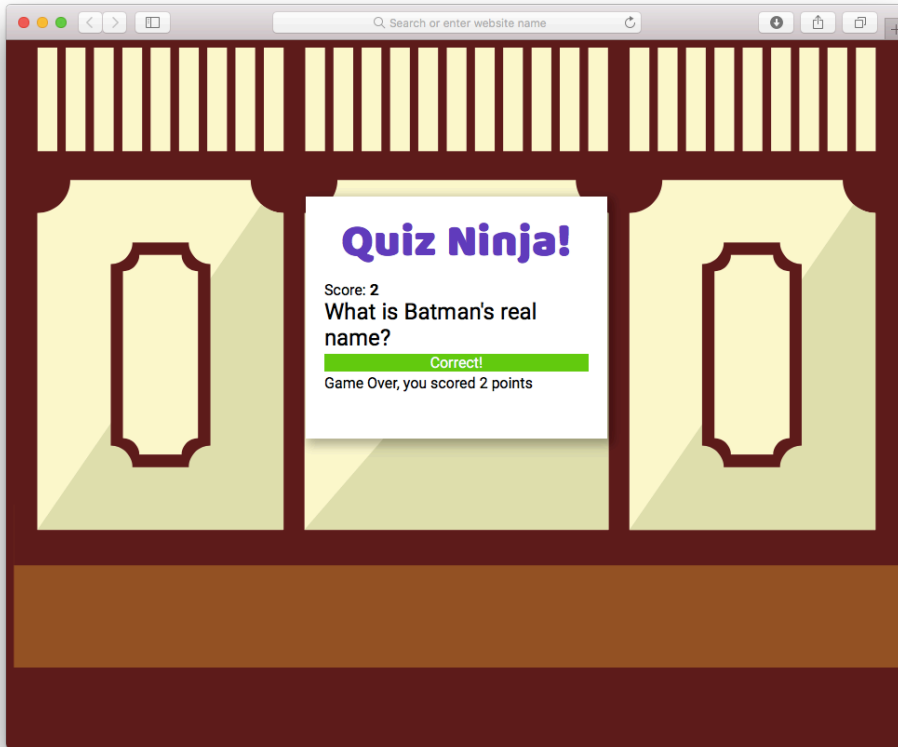 Search or enter website name
Quiz Ninja!
Score: 2
What is Batman's real
name?
Correct!
Game Over, you scored 2 points